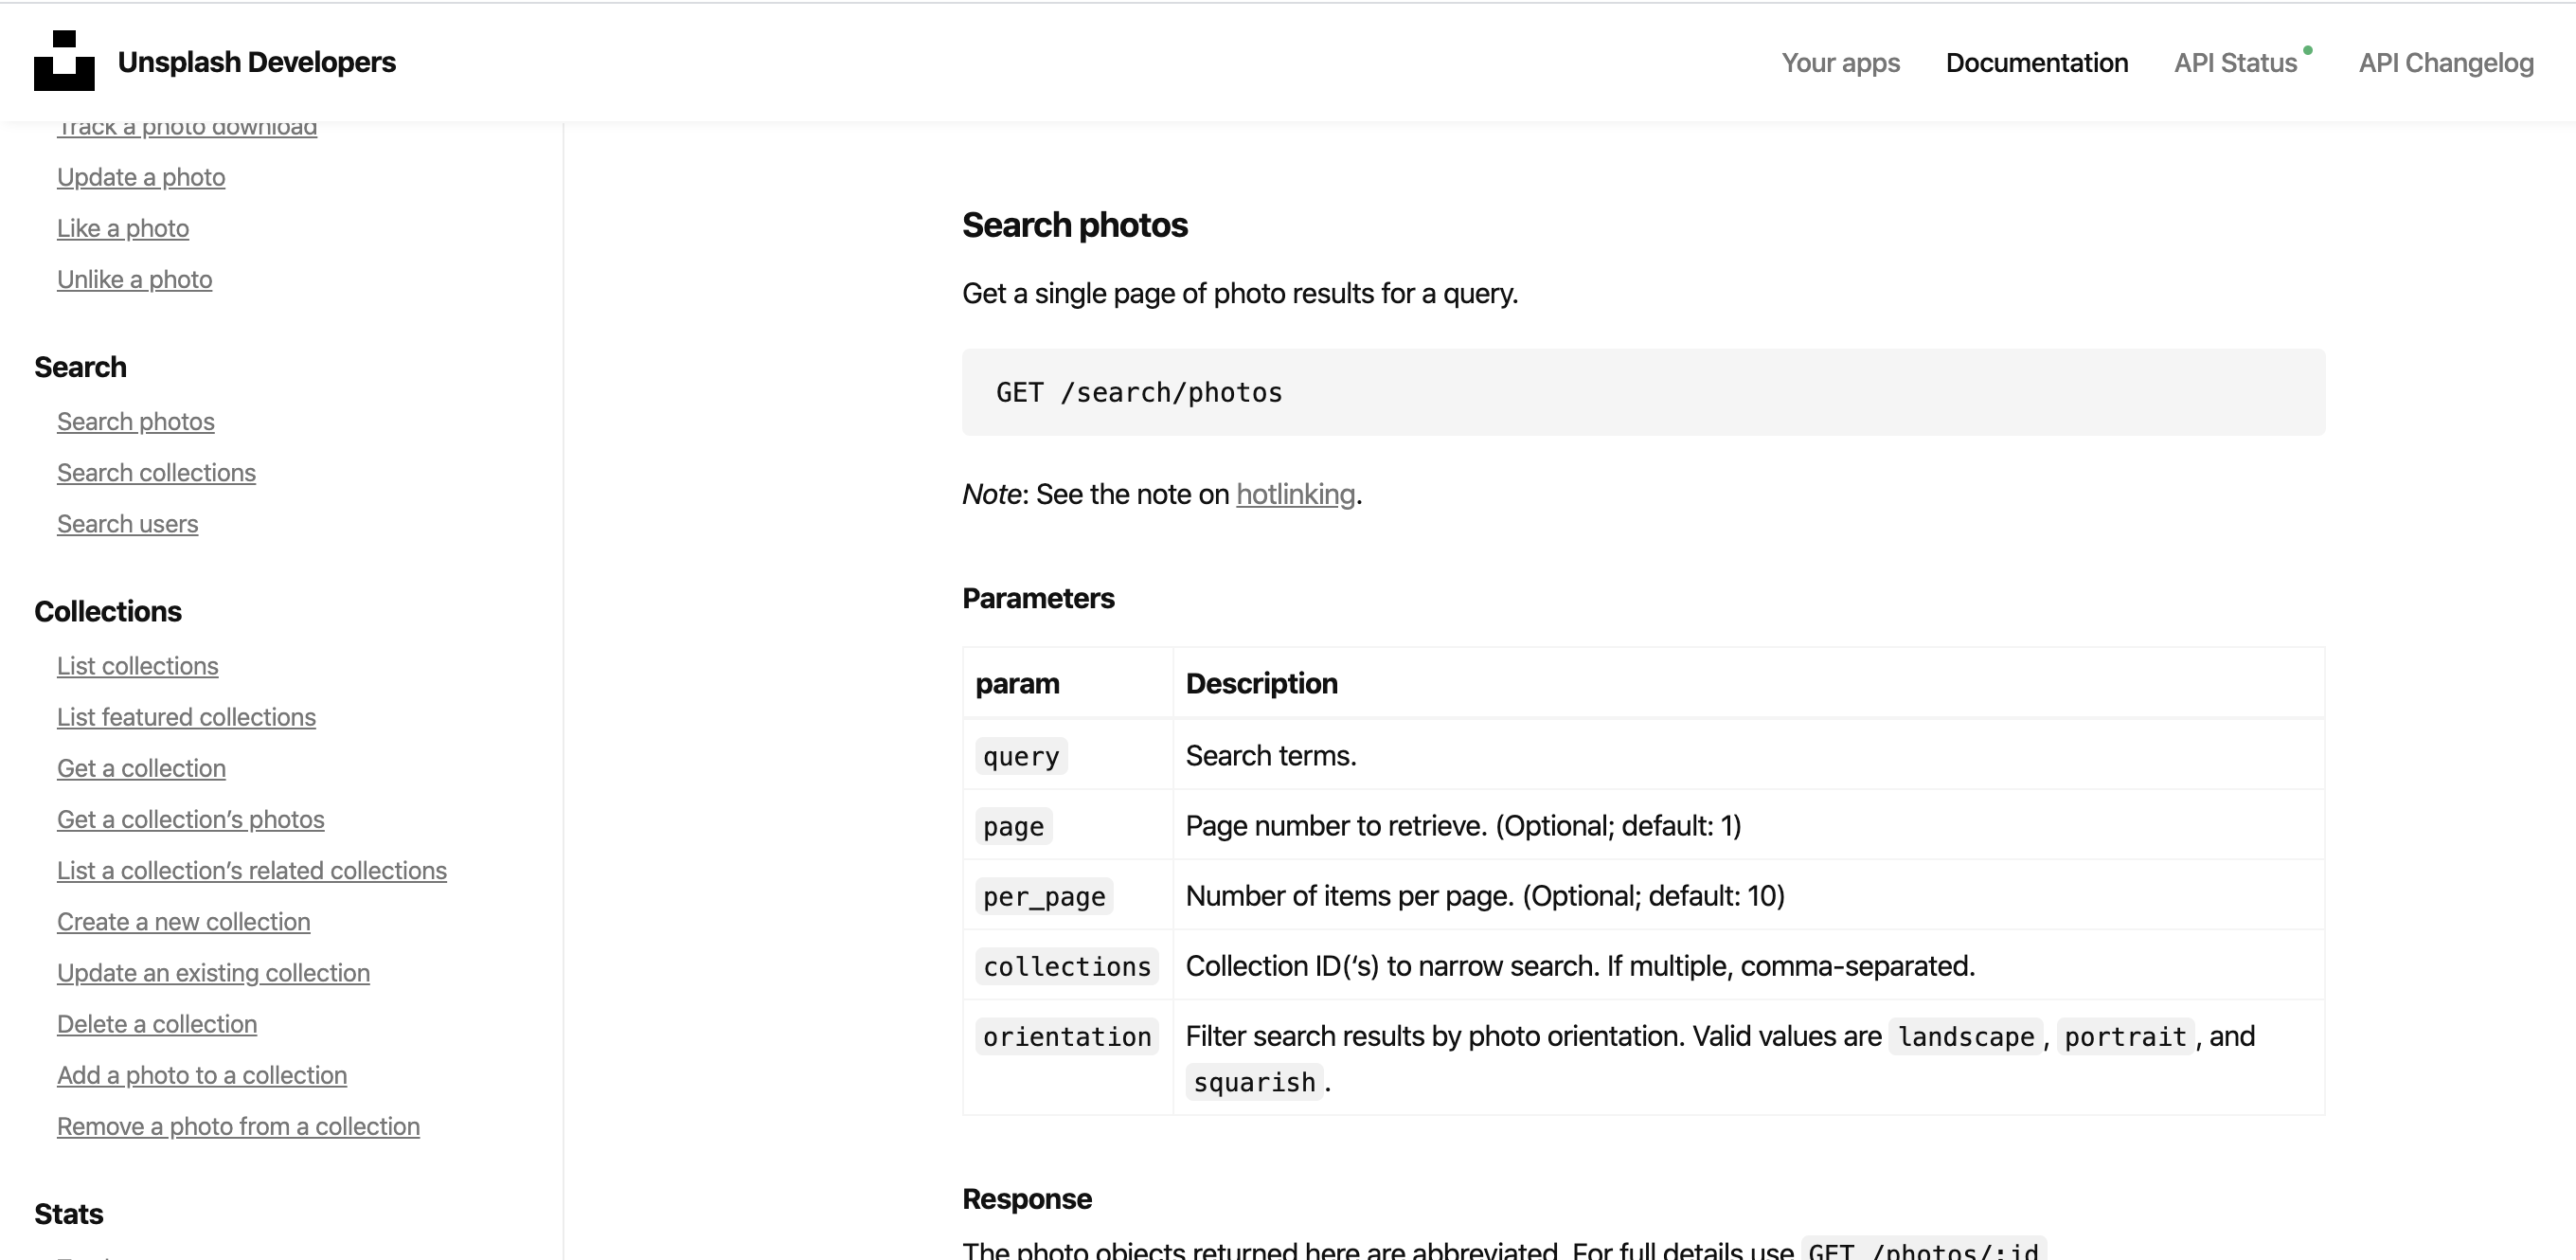 Unsplash Developers
Your apps
Documentation
API Status
API Changelog
Track a photo download
Update a photo
Like a photo
Unlike a photo
Search
Search photos
Search collections
Search users
Collections
List collections
List featured collections
Get a collection
Get a collection’s photos
List a collection’s related collections
Create a new collection
Update an existing collection
Delete a collection
Add a photo to a collection
Remove a photo from a collection
Stats
Search photos
Get a single page of photo results for a query.
GET /search/photos
Note: See the note on hotlinking.
Parameters
param Description
query Search terms.
page Page number to retrieve. (Optional; default: 1)
per_page Number of items per page. (Optional; default: 10)
collections Collection ID(‘s) to narrow search. If multiple, comma-separated.
orientation Filter search results by photo orientation. Valid values are landscape, portrait, and
squarish.
Response
The photo objects returned here are abbreviated. For full details use GET /photos/:id